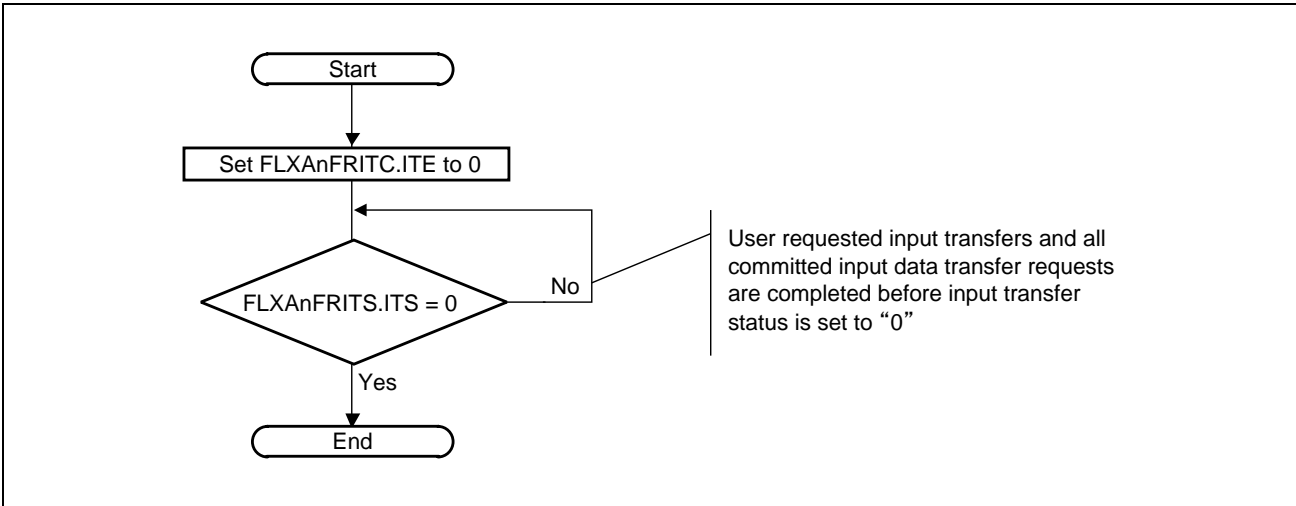 Start
Set FLXAnFRITC.ITE to 0
FLXAnFRITS.ITS = 0
No
User requested input transfers and all
committed input data transfer requests
are completed before input transfer
status is set to “0”
Yes
End